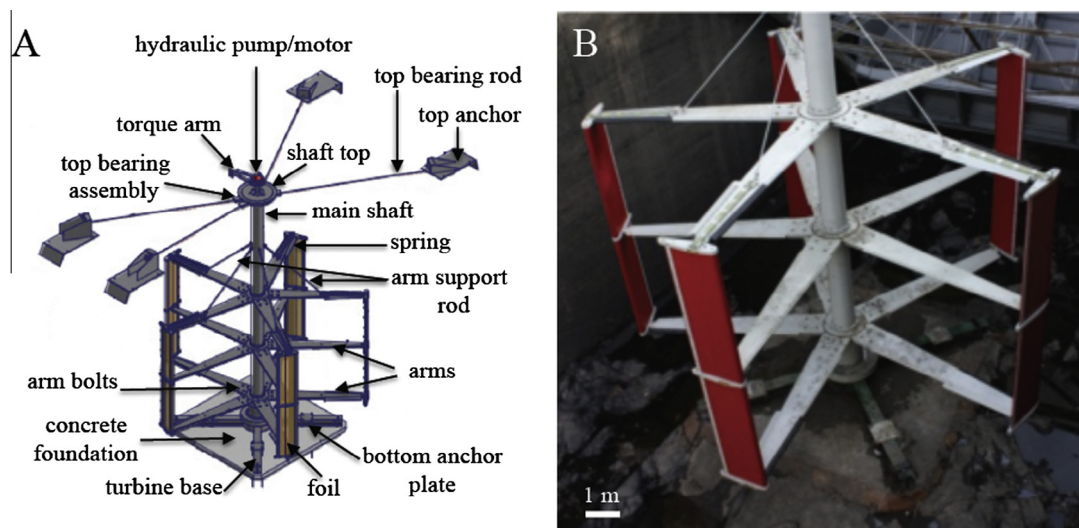 A
hydraulic pump/motor
top bearing rod
top anchor
torque arm
shaft top
top bearing
assembly
main shaft
spring
arm support
rod
arms
arm bolts
concrete
foundation
bottom anchor
plate
turbine base
foil
B
1 m